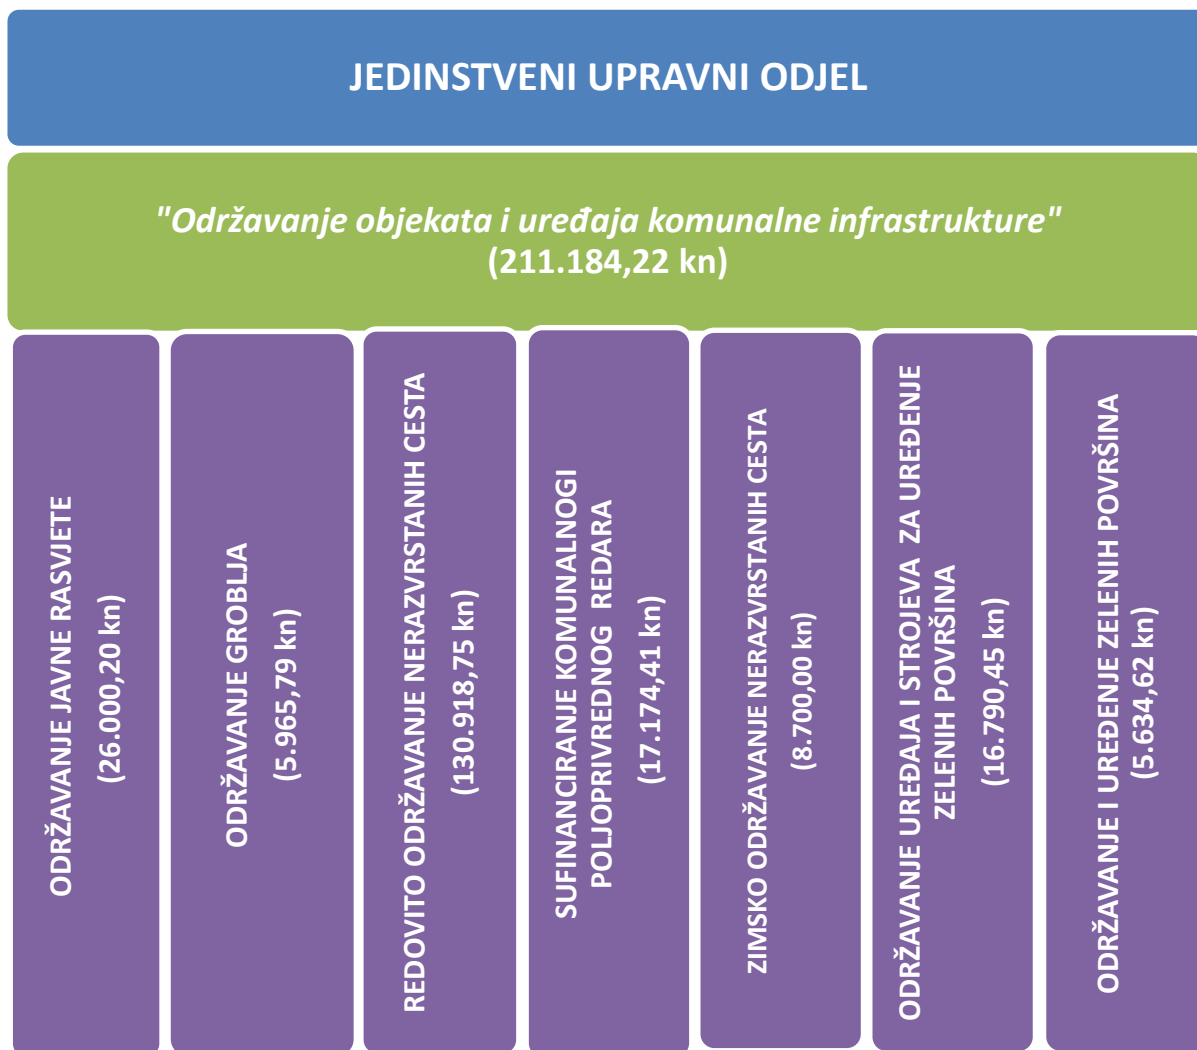 JEDINSTVENI UPRAVNI ODJEL
"Održavanje objekata i uređaja komunalne infrastrukture"
(211.184,22 kn)
ODRŽAVANJE JAVNE RASVJETE
(26.000,20 kn)
ODRŽAVANJE GROBLJA
(5.965,79 kn)
REDOVITO ODRŽAVANJE NERAZVRSTANIH CESTA
(130.918,75 kn)
SUFINANCIRANJE KOMUNALNOGI
POLJOPRIVREDNOG REDARA
(17.174,41 kn)
ZIMSKO ODRŽAVANJE NERAZVRSTANIH CESTA
(8.700,00 kn)
ODRŽAVANJE UREĐAJA I STROJEVA ZA UREĐENJE
ZELENIH POVRŠINA
(16.790,45 kn)
ODRŽAVANJE I UREĐENJE ZELENIH POVRŠINA
(5.634,62 kn)